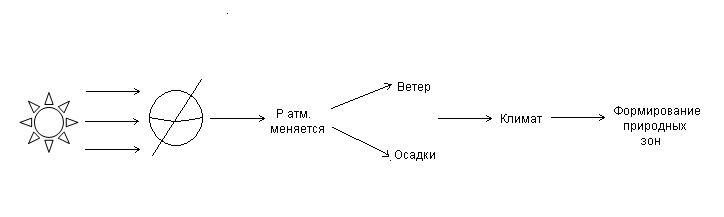 Р атм.
меняется
Ветер
Осадки
Климат
Формирование
природных
зон